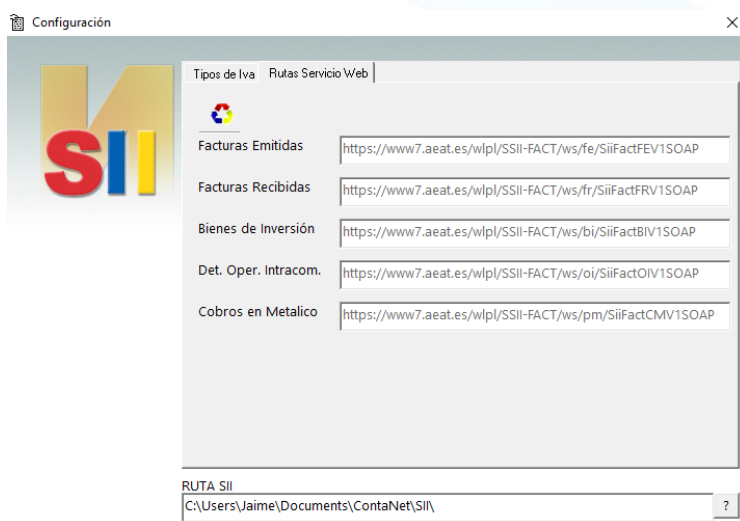 Configuración
Tipos de Iva Rutas Servicio Web
SII
Facturas Emitidas https://www7.aeat.es/wlpl/SSII-FACT/ws/fe/SiiFactFEV1SOAP
Facturas Recibidas https://www7.aeat.es/wlpl/SSII-FACT/ws/fr/SiiFactFRV1SOAP
Bienes de Inversión https://www7.aeat.es/wlpl/SSII-FACT/ws/bi/SiiFactBIV1SOAP
Det. Oper. Intracom. https://www7.aeat.es/wlpl/SSII-FACT/ws/oi/SiiFactOIV1SOAP
Cobros en Metalico https://www7.aeat.es/wlpl/SSII-FACT/ws/pm/SiiFactCMV1SOAP
RUTA SII
C:\Users\Jaime\Documents\ContaNet\SII\ ?